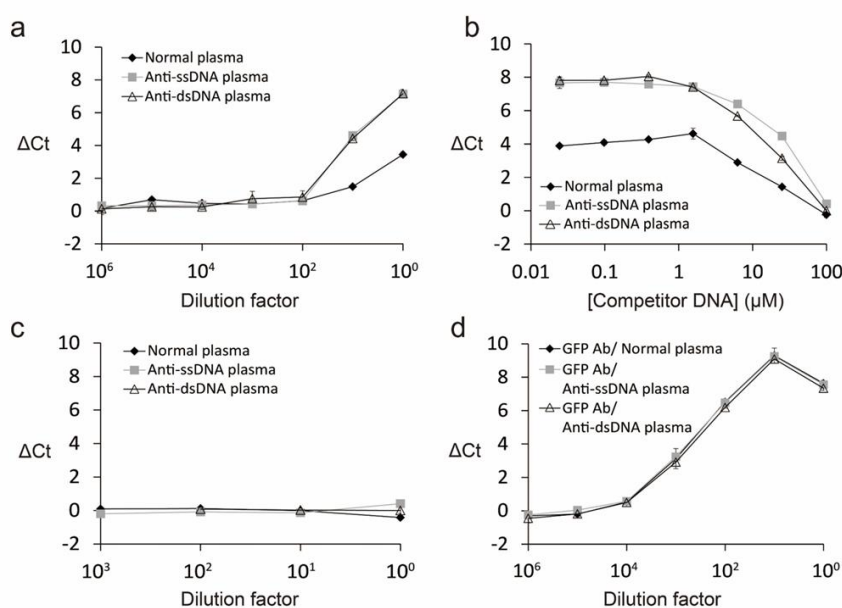 a
10
8
6
4
2
0
-2
ΔCt
Normal plasma
Anti-ssDNA plasma
Anti-dsDNA plasma
10⁶ 10⁴ 10² 10⁰
Dilution factor
b
10
8
6
4
2
0
-2
ΔCt
Normal plasma
Anti-ssDNA plasma
Anti-dsDNA plasma
0.01 0.1 1 10 100
[Competitor DNA] (µM)
c
10
8
6
4
2
0
-2
ΔCt
Normal plasma
Anti-ssDNA plasma
Anti-dsDNA plasma
10³ 10² 10¹ 10⁰
Dilution factor
d
10
8
6
4
2
0
-2
ΔCt
GFP Ab/ Normal plasma
GFP Ab/
Anti-ssDNA plasma
GFP Ab/
Anti-dsDNA plasma
10⁶ 10⁴ 10² 10⁰
Dilution factor